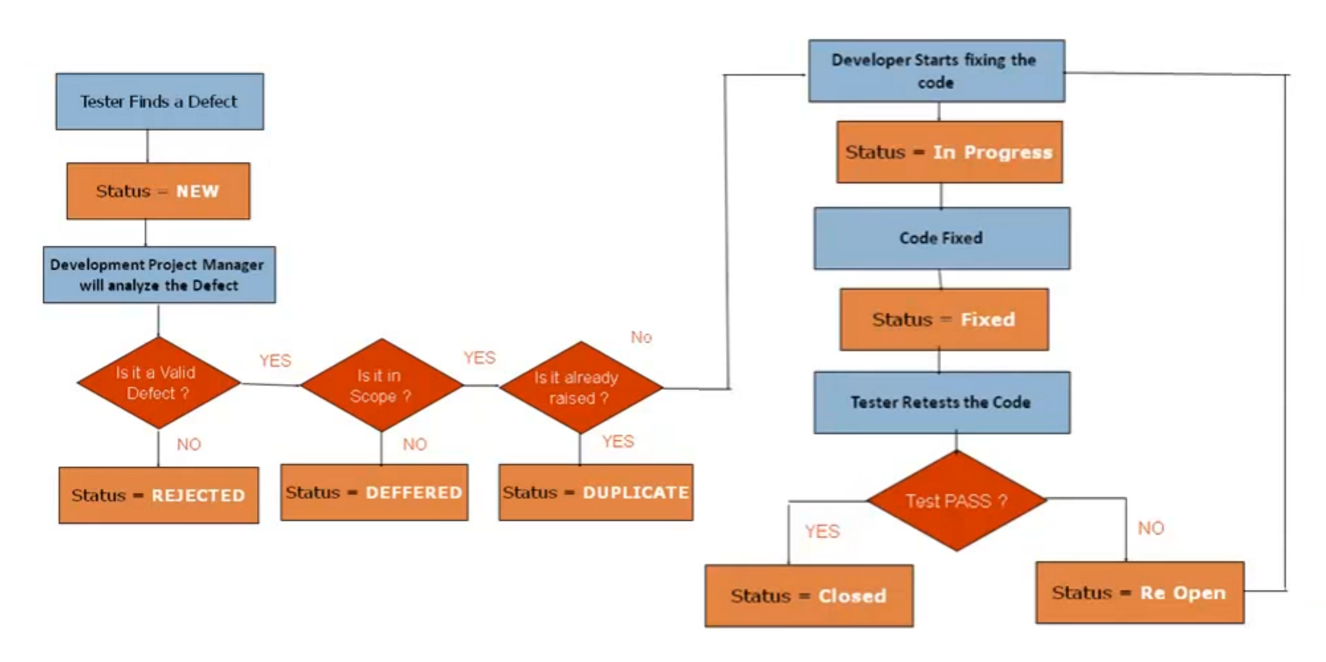 Tester Finds a Defect
Status = NEW
Development Project Manager
will analyze the Defect
Is it a Valid
Defect ?
YES
NO
Status = REJECTED
Is it in
Scope ?
YES
NO
Status = DEFFERED
Is it already
raised ?
No
YES
Status = DUPLICATE
Developer Starts fixing the
code
Status = In Progress
Code Fixed
Status = Fixed
Tester Retests the Code
Test PASS ?
YES
NO
Status = Closed
Status = Re Open